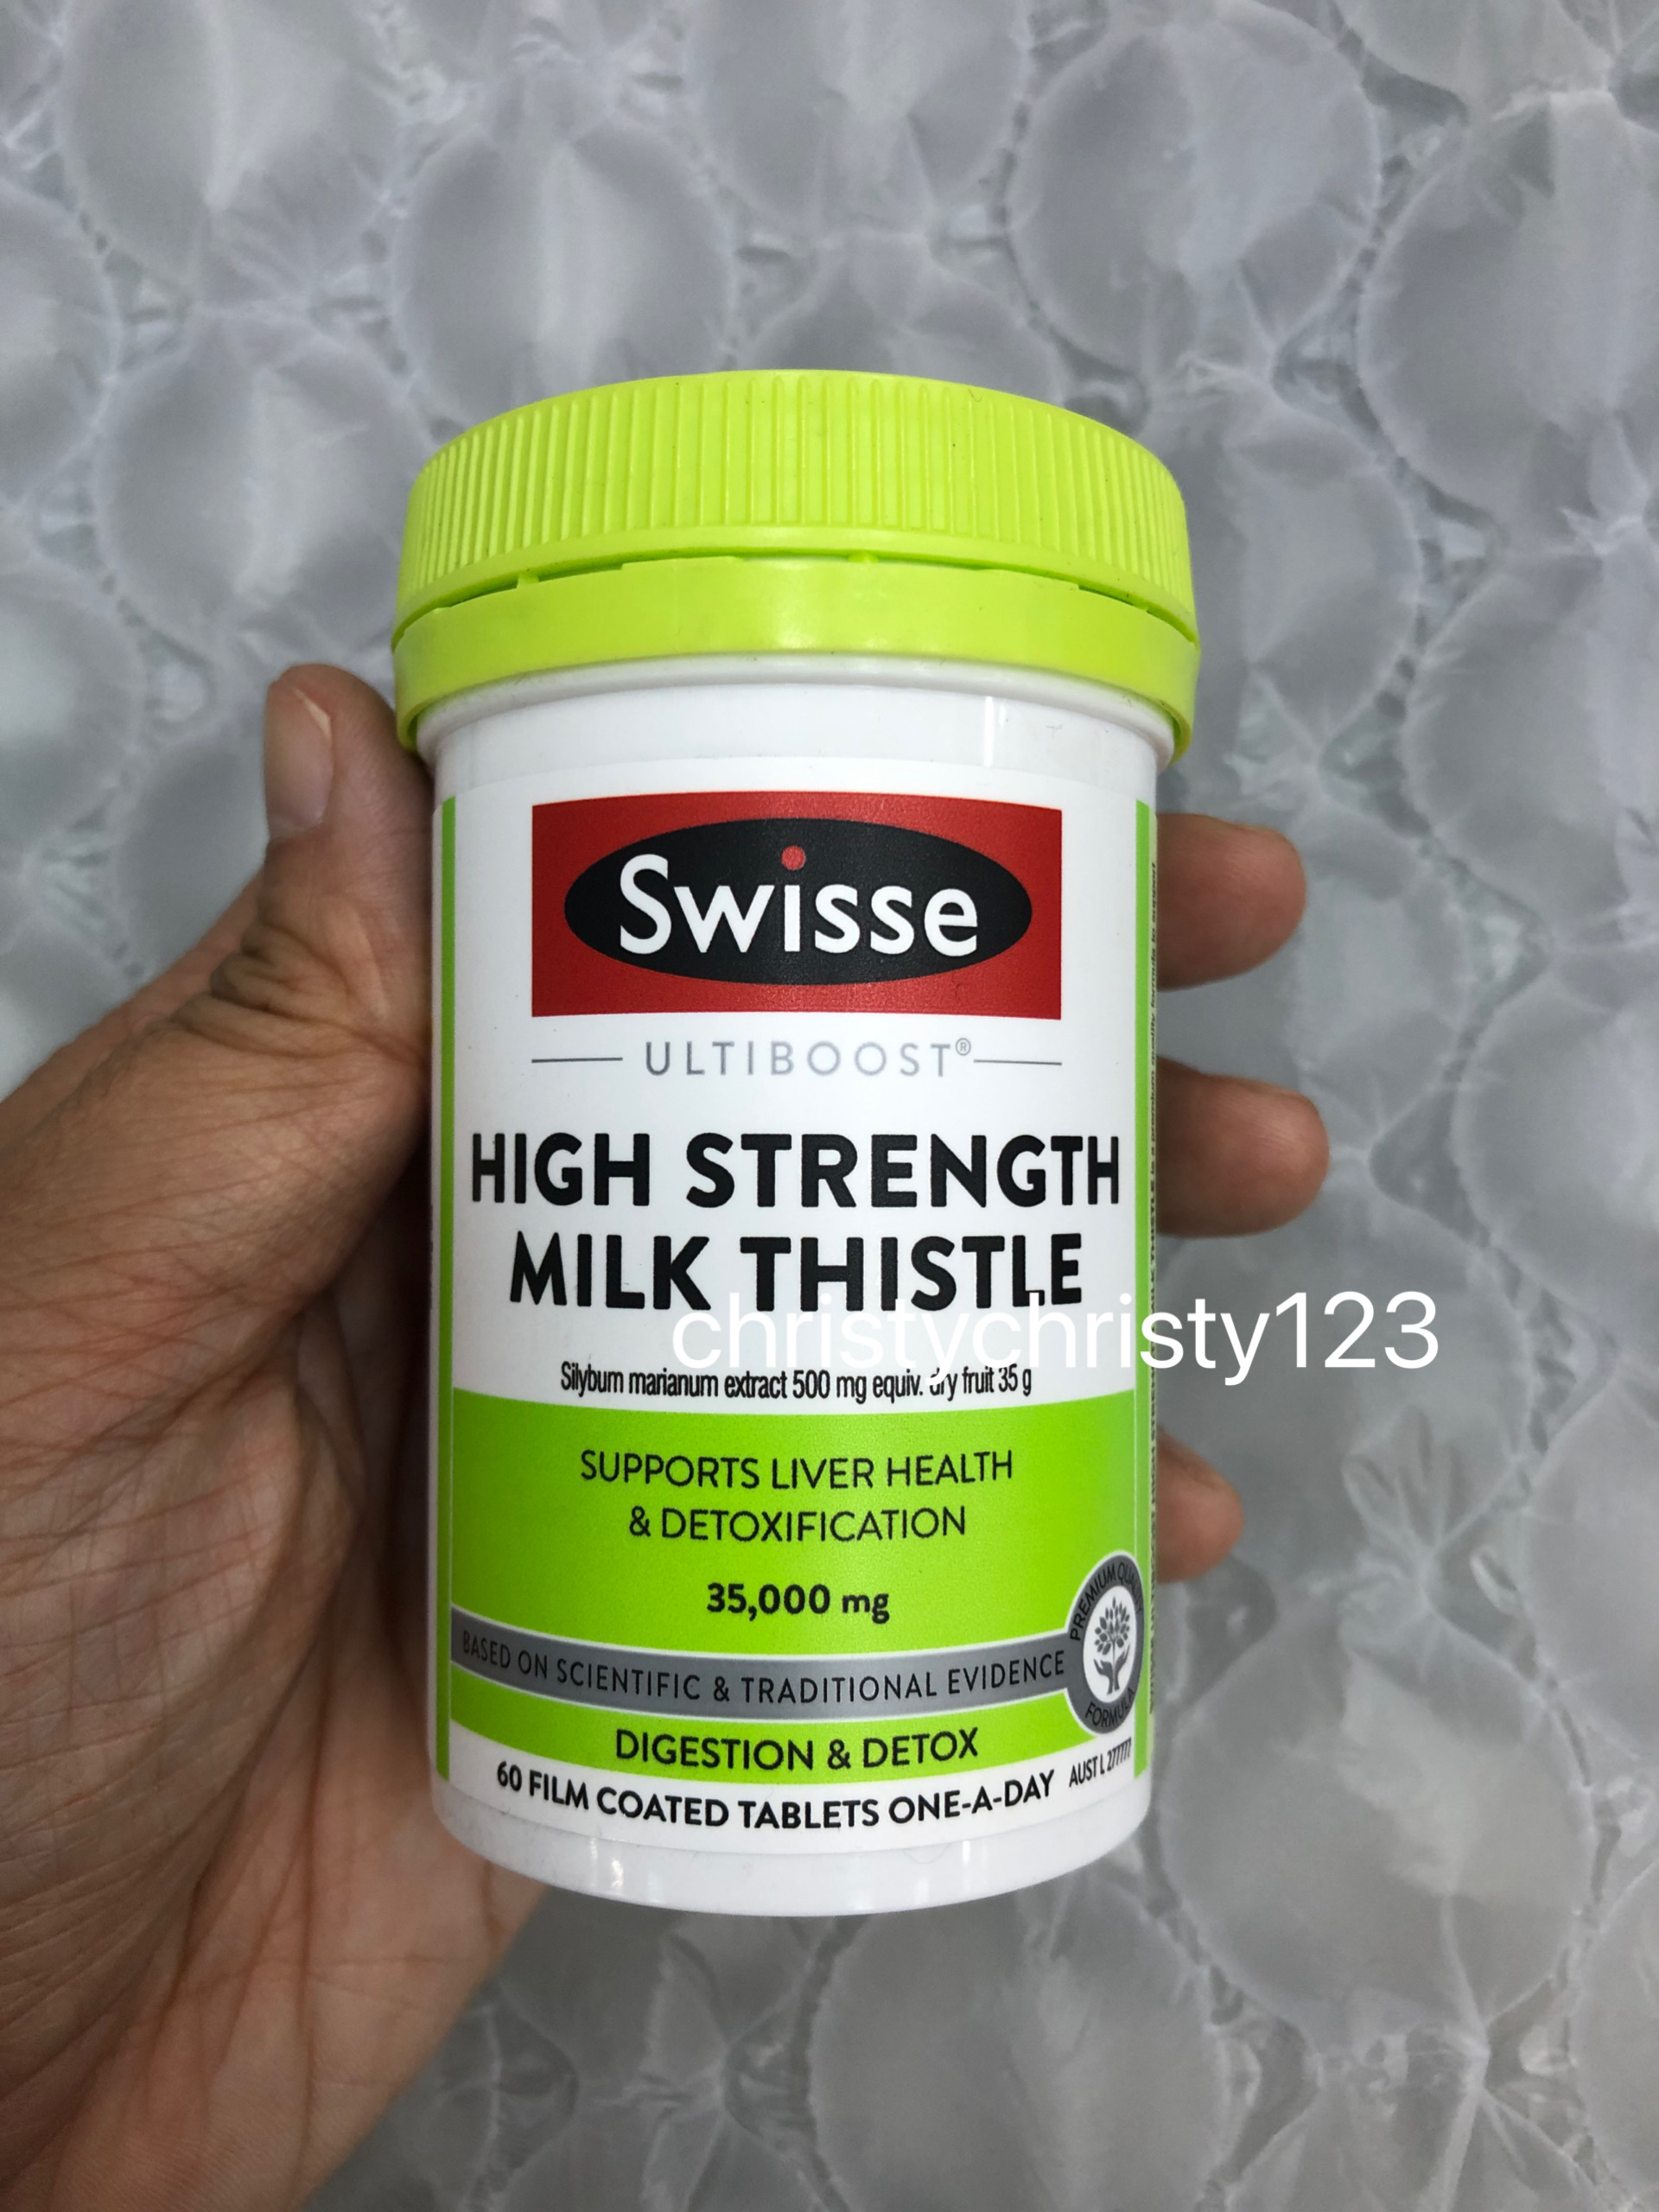 Swisse
ULTIBOOST®
HIGH STRENGTH
MILK THISTLE
christychristy123
Silybum marianum extract 500 mg equiv. dry fruit 35 g
SUPPORTS LIVER HEALTH
& DETOXIFICATION
35,000 mg
BASED ON SCIENTIFIC & TRADITIONAL EVIDENCE
PREMIUM QUALITY
FORMULA
DIGESTION & DETOX
60 FILM COATED TABLETS ONE-A-DAY
AUST L 277777